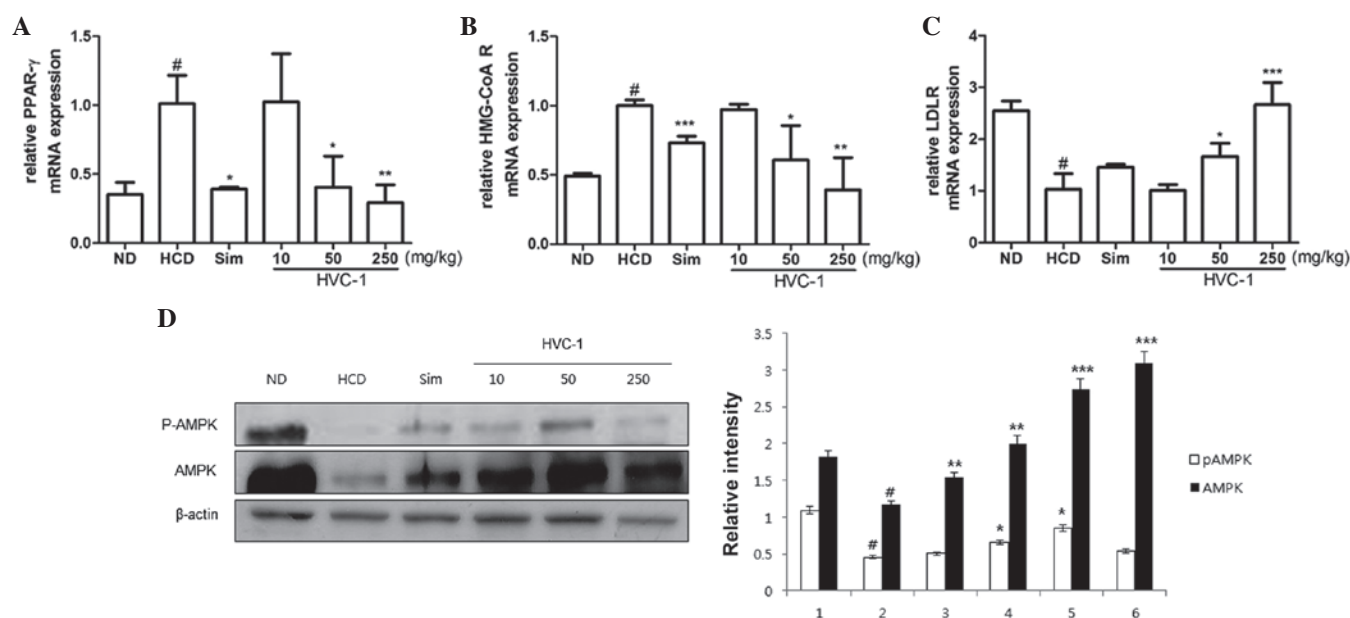 A
relative PPAR-γ
mRNA expression
1.5
1.0
0.5
0.0
#
*
*
**
ND HCD Sim 10 50 250 (mg/kg)
HVC-1
B
relative HMG-CoA R
mRNA expression
1.5
1.0
0.5
0.0
#
***
*
**
ND HCD Sim 10 50 250 (mg/kg)
HVC-1
C
relative LDLR
mRNA expression
4
3
2
1
0
#
*
***
ND HCD Sim 10 50 250 (mg/kg)
HVC-1
D
HVC-1
ND HCD Sim 10 50 250
P-AMPK
AMPK
β-actin
Relative intensity
3.5
3
2.5
2
1.5
1
0.5
0
#
#
**
*
**
*
***
***
1 2 3 4 5 6
pAMPK
AMPK